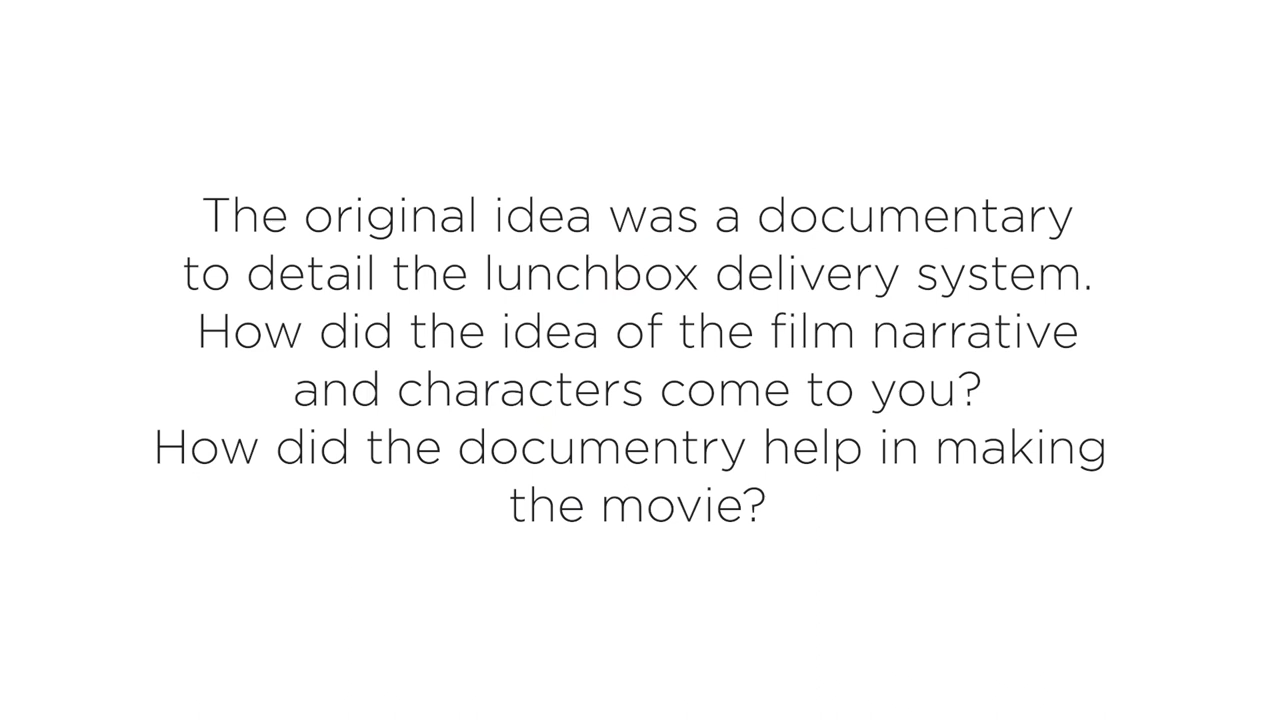 The original idea was a documentary
to detail the lunchbox delivery system.
How did the idea of the film narrative
and characters come to you?
How did the documentry help in making
the movie?